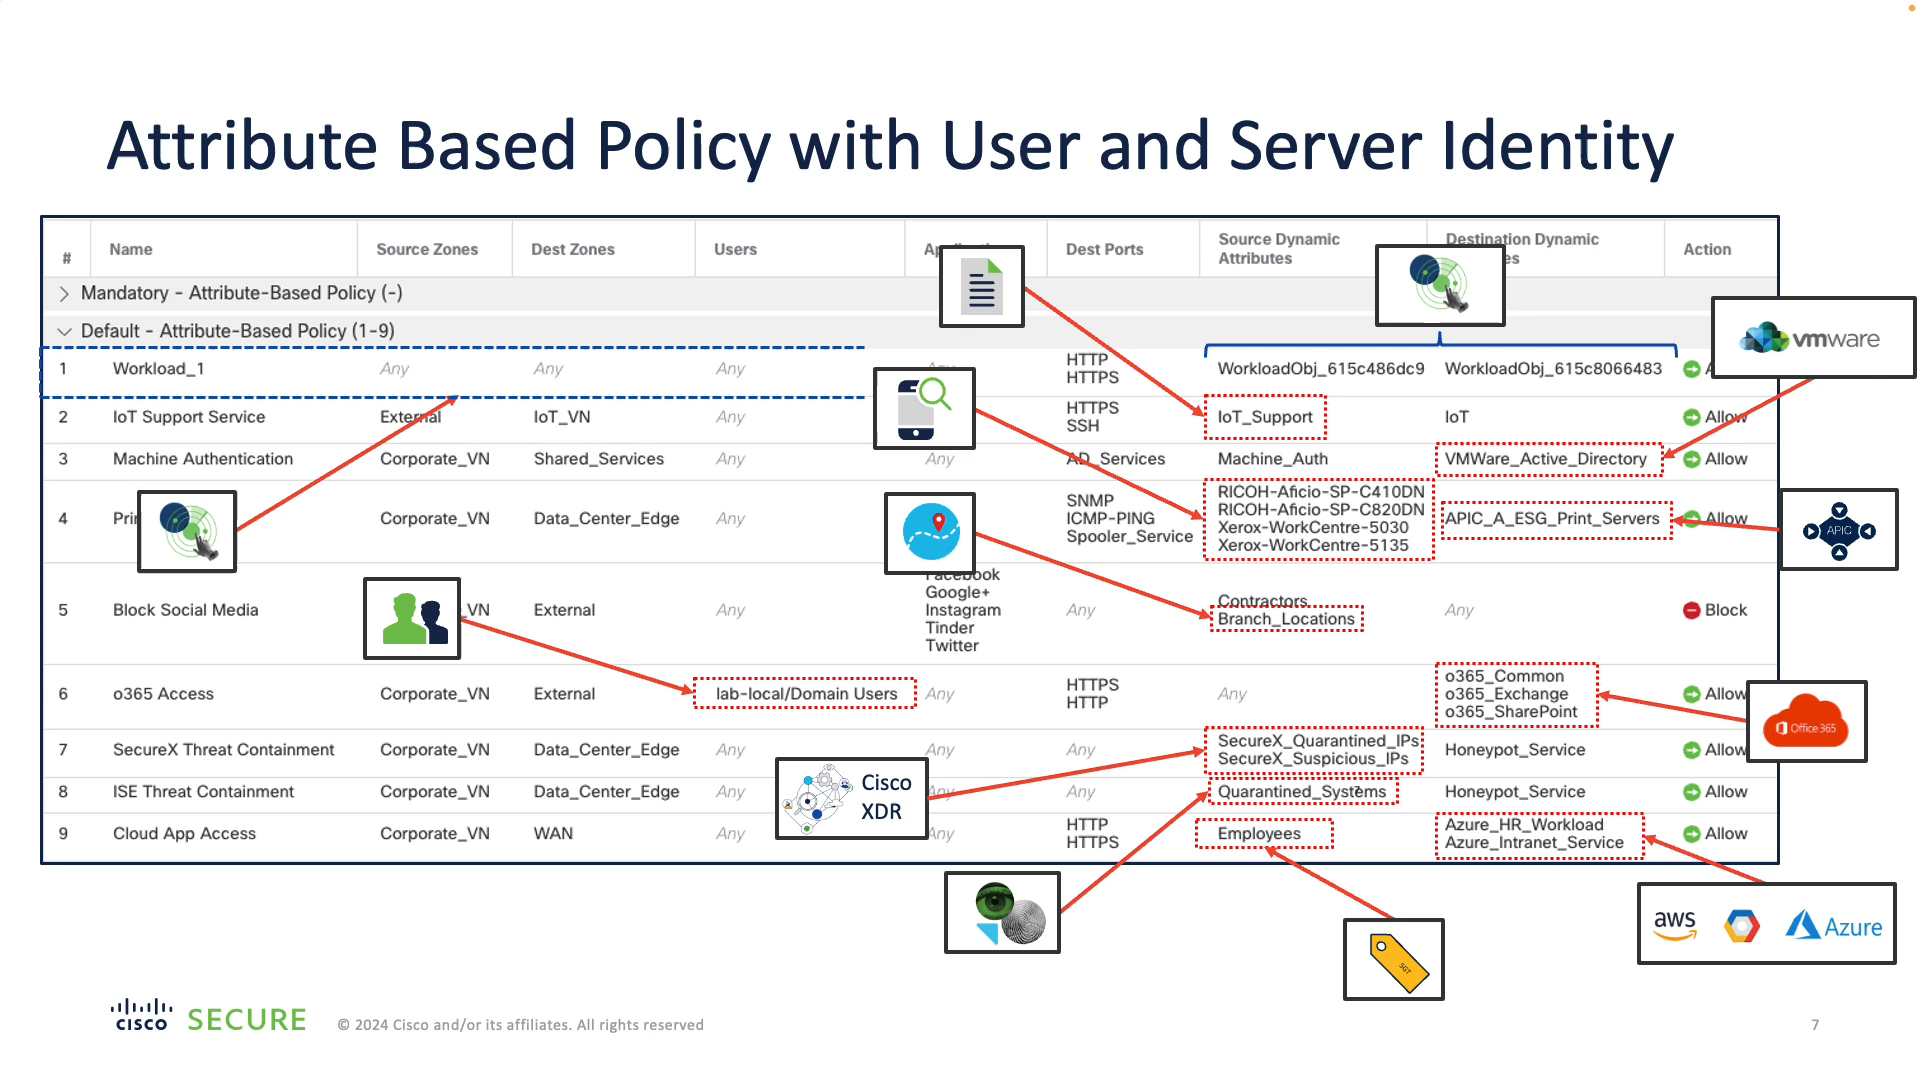 Attribute Based Policy with User and Server Identity
# Name Source Zones Dest Zones Users Dest Ports Source Dynamic Attributes Destination Dynamic Action
Mandatory - Attribute-Based Policy (-)
Default - Attribute-Based Policy (1-9)
1 Workload_1 Any Any Any Any HTTP HTTPS WorkloadObj_615c486dc9 WorkloadObj_615c8066483
vmware
2 IoT Support Service External IoT_VN Any HTTPS SSH IoT_Support IoT Allow
3 Machine Authentication Corporate_VN Shared_Services Any Any AD_Services Machine_Auth VMWare_Active_Directory Allow
4 Corporate_VN Data_Center_Edge Any SNMP ICMP-PING Spooler_Service RICOH-Aficio-SP-C410DN RICOH-Aficio-SP-C820DN Xerox-WorkCentre-5030 Xerox-WorkCentre-5135 APIC_A_ESG_Print_Servers Allow
APIC
5 Block Social Media _VN External Any Facebook Google+ Instagram Tinder Twitter Any Contractors Branch_Locations Any Block
6 o365 Access Corporate_VN External lab-local/Domain Users Any HTTPS HTTP Any o365_Common o365_Exchange o365_SharePoint Allow
Office 365
7 SecureX Threat Containment Corporate_VN Data_Center_Edge Any Any Any SecureX_Quarantined_IPs SecureX_Suspicious_IPs Honeypot_Service Allow
Cisco
XDR
8 ISE Threat Containment Corporate_VN Data_Center_Edge Any Any Any Quarantined_Systems Honeypot_Service Allow
9 Cloud App Access Corporate_VN WAN Any Any HTTP HTTPS Employees Azure_HR_Workload Azure_Intranet_Service Allow
aws Azure
SGT
cisco SECURE © 2024 Cisco and/or its affiliates. All rights reserved 7